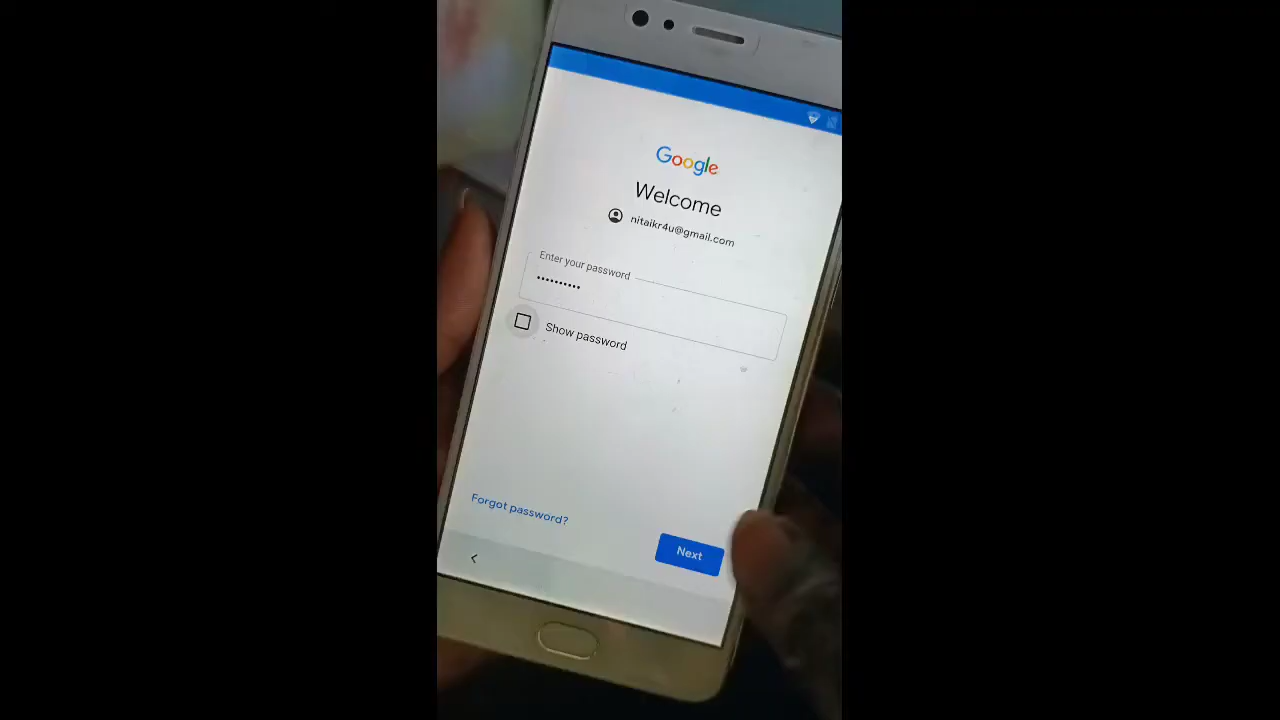 Google
Welcome
nitaikr4u@gmail.com
Enter your password
••••••••••
Show password
Forgot password?
Next